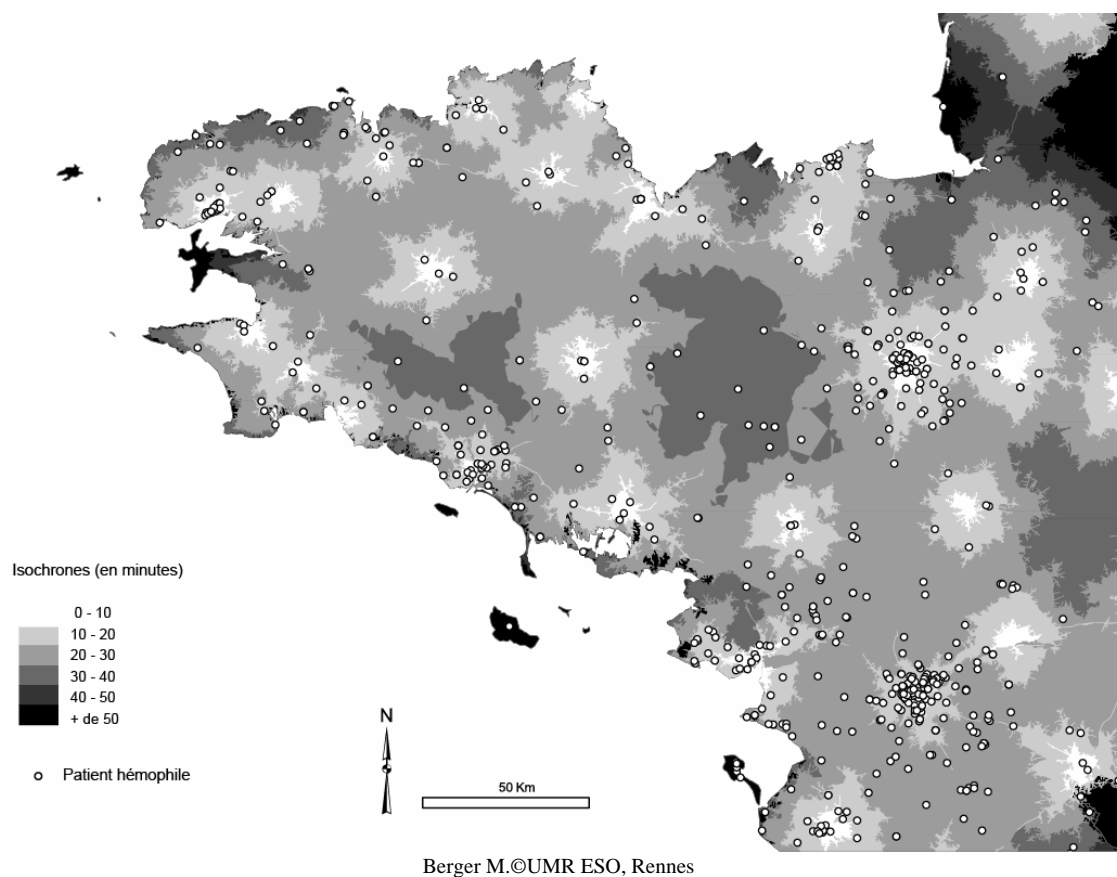 Isochrones (en minutes)
0 - 10
10 - 20
20 - 30
30 - 40
40 - 50
+ de 50
Patient hémophile
N
50 Km
Berger M.©UMR ESO, Rennes